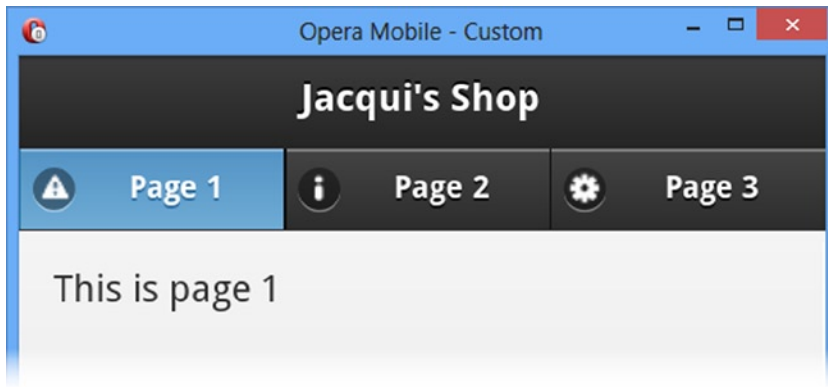 Opera Mobile - Custom
Jacqui's Shop
Page 1 Page 2 Page 3
This is page 1